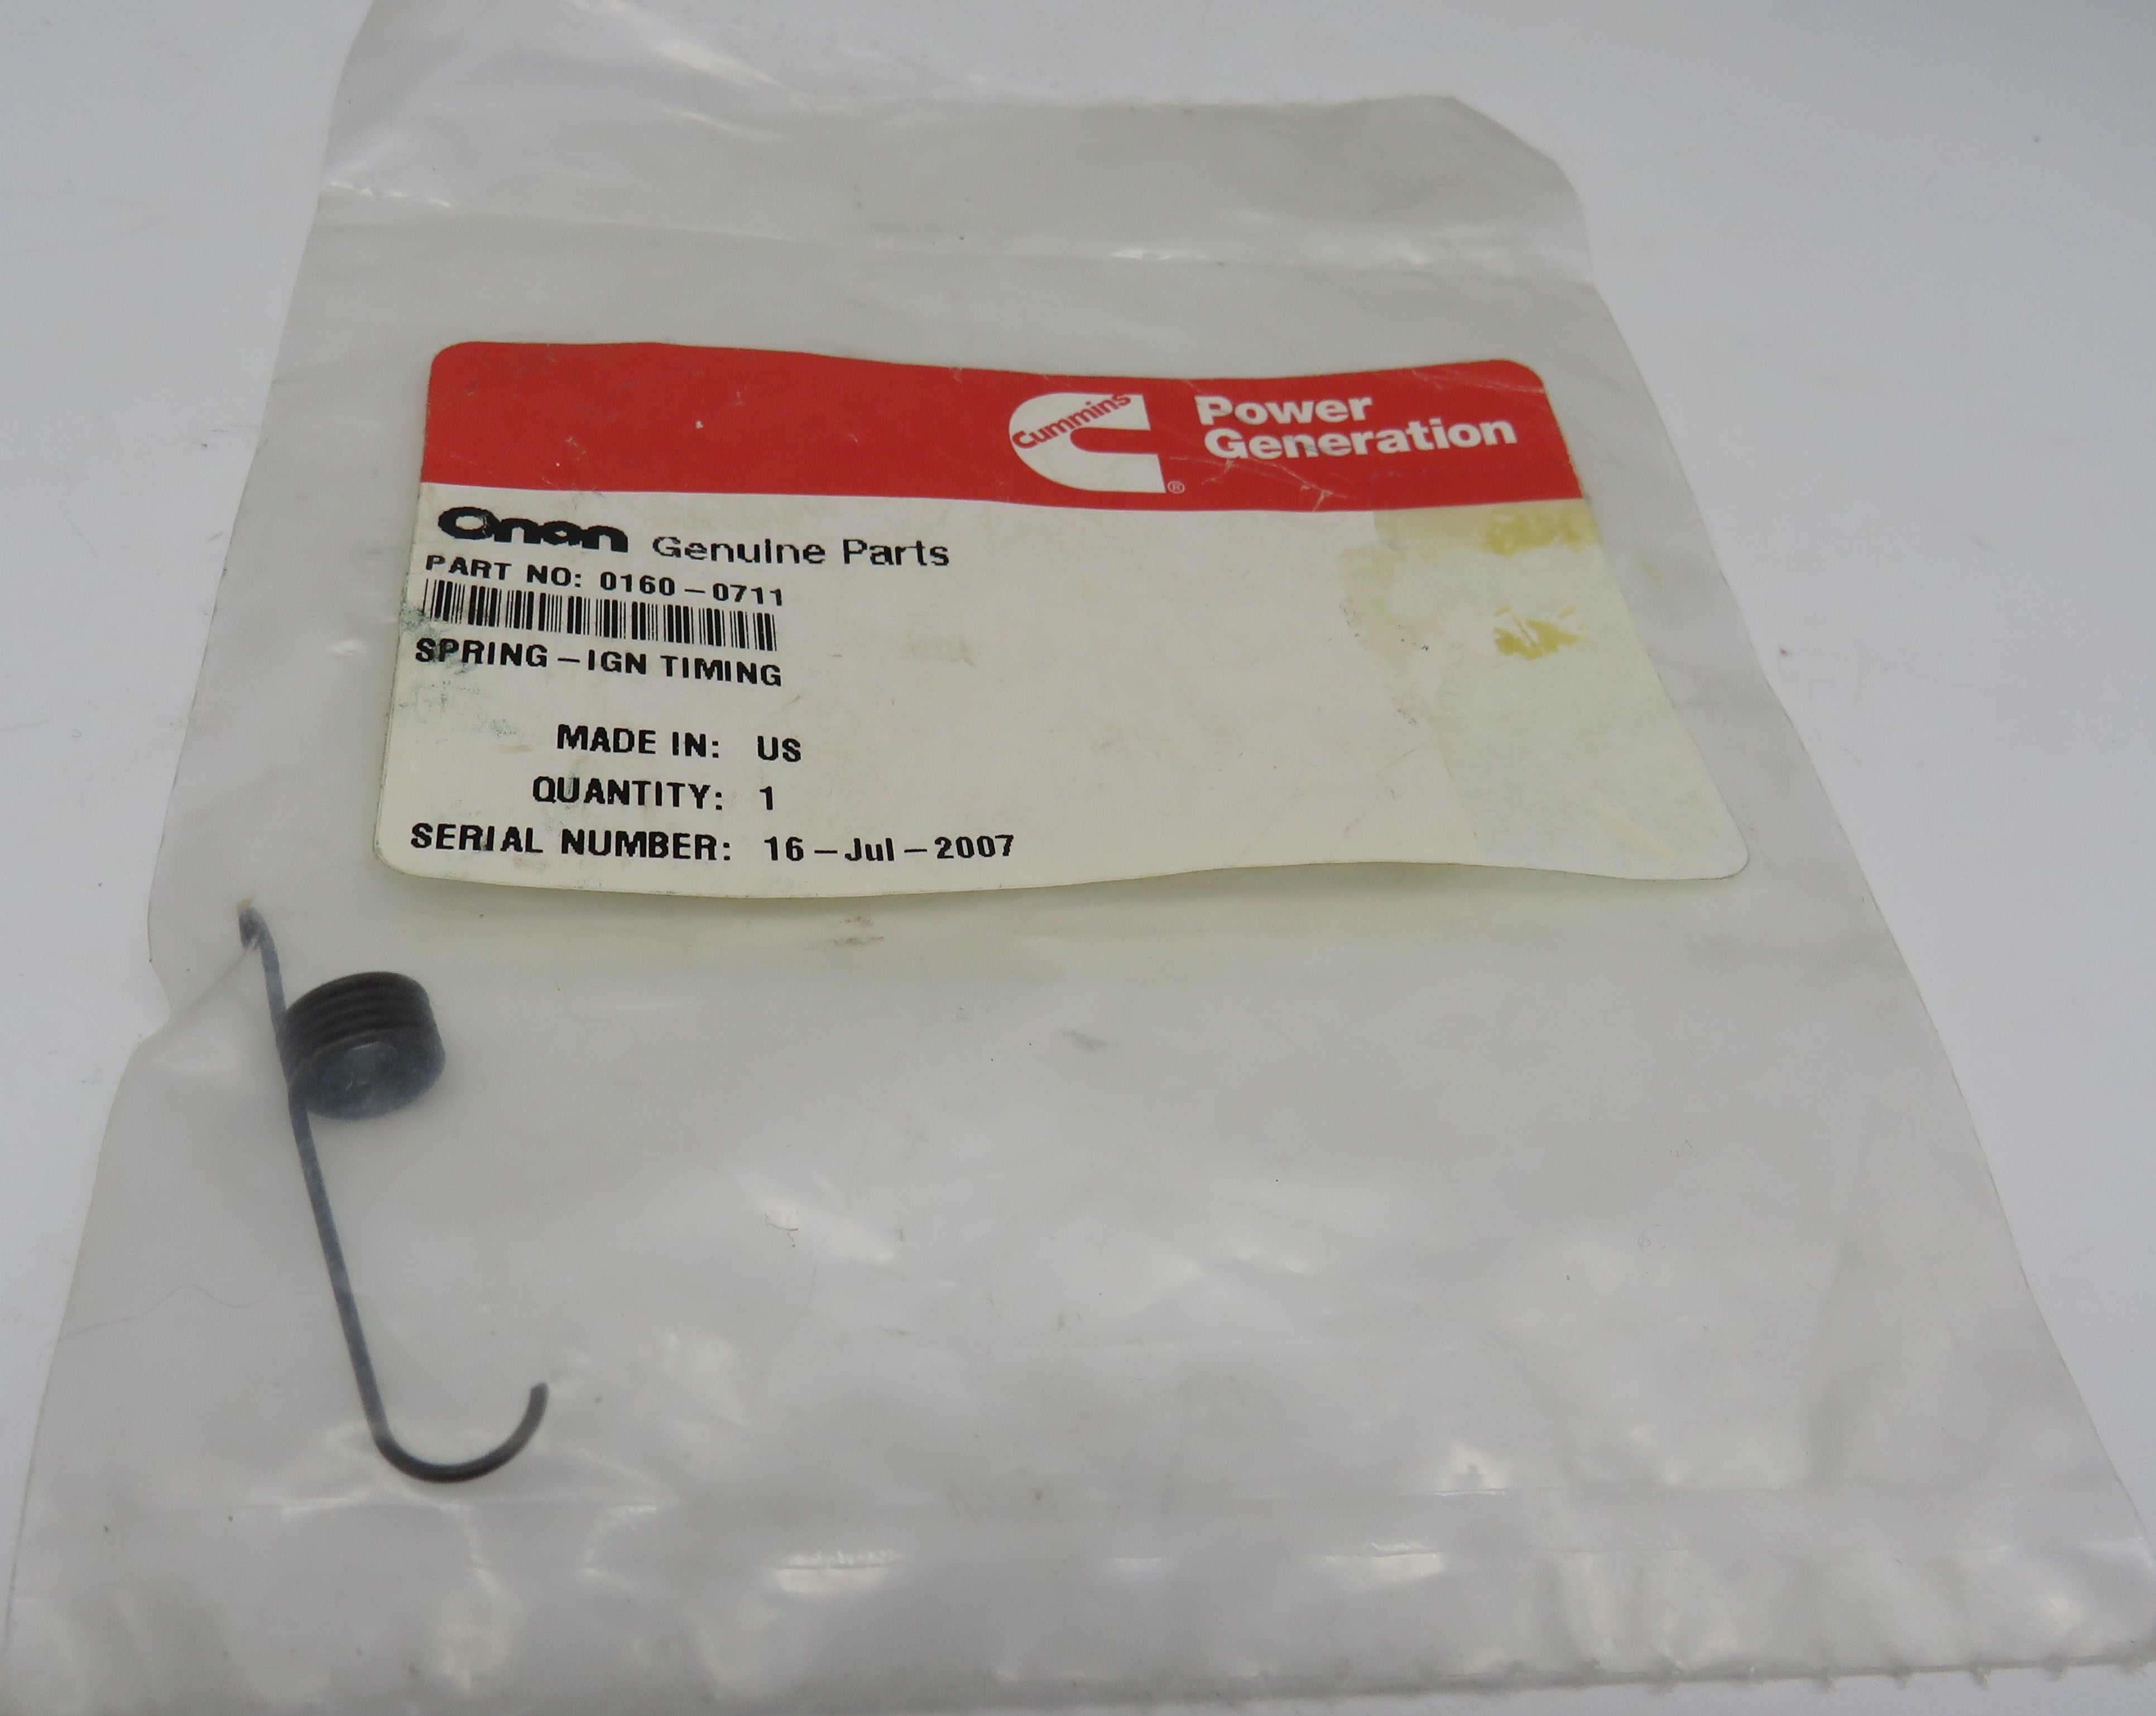 Cummins
Power
Generation
®
Onan Genuine Parts
PART NO: 0160-0711
SPRING-IGN TIMING
MADE IN: US
QUANTITY: 1
SERIAL NUMBER: 16-Jul-2007